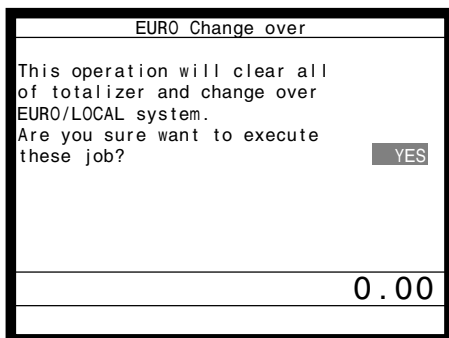 EURO Change over
This operation will clear all
of totalizer and change over
EURO/LOCAL system.
Are you sure want to execute
these job? YES
0.00